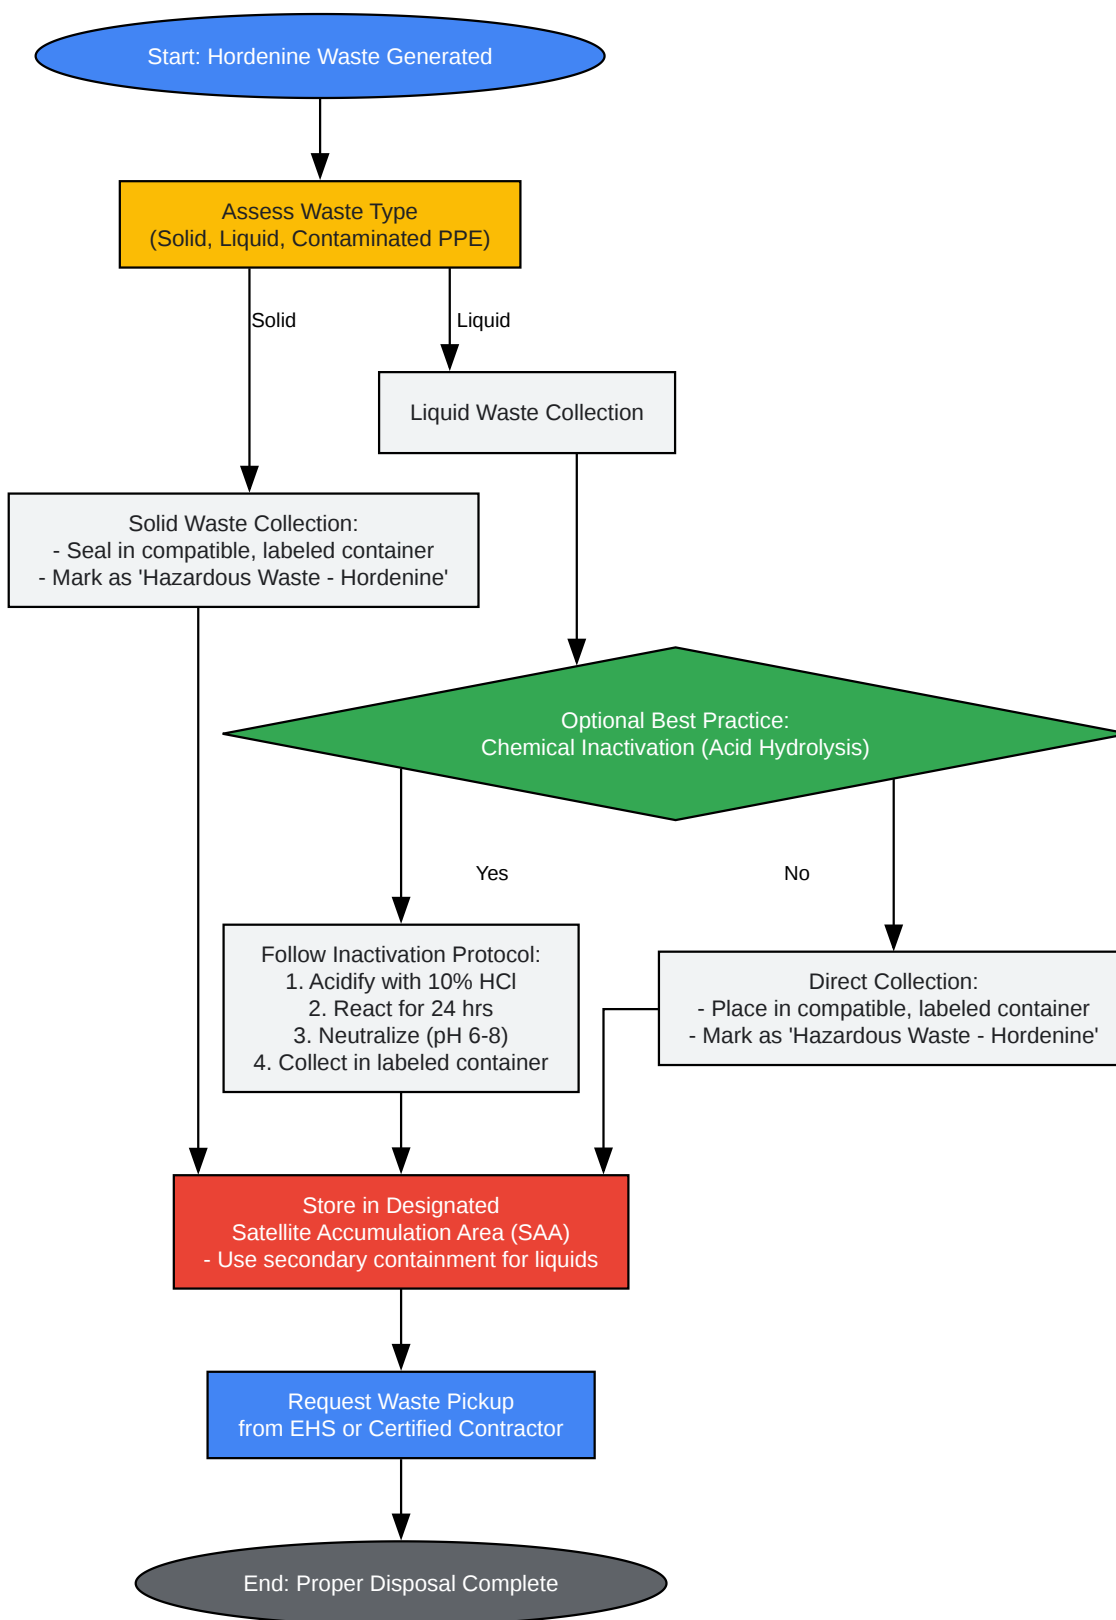 Start: Hordenine Waste Generated
Assess Waste Type
(Solid, Liquid, Contaminated PPE)
Solid
Liquid
Liquid Waste Collection
Solid Waste Collection:
- Seal in compatible, labeled container
- Mark as 'Hazardous Waste - Hordenine'
Optional Best Practice:
Chemical Inactivation (Acid Hydrolysis)
Yes
No
Follow Inactivation Protocol:
1. Acidify with 10% HCl
2. React for 24 hrs
3. Neutralize (pH 6-8)
4. Collect in labeled container
Direct Collection:
- Place in compatible, labeled container
- Mark as 'Hazardous Waste - Hordenine'
Store in Designated
Satellite Accumulation Area (SAA)
- Use secondary containment for liquids
Request Waste Pickup
from EHS or Certified Contractor
End: Proper Disposal Complete